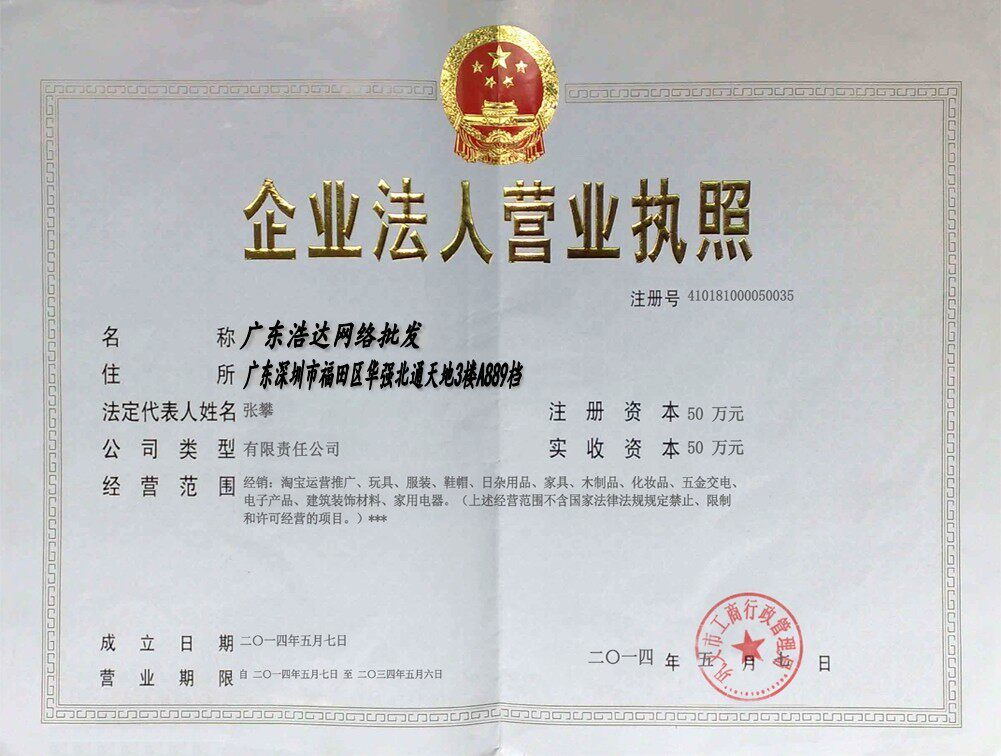 企业法人营业执照
注册号 410181000050035
名称 广东浩达网络批发
住所 广东深圳市福田区华强北通天地3楼A889档
法定代表人姓名 张攀 注册资本 50 万元
公司类型 有限责任公司 实收资本 50 万元
经营范围 经销：淘宝运营推广、玩具、服装、鞋帽、日杂用品、家具、木制品、化妆品、五金交电、
电子产品、建筑装饰材料、家用电器。（上述经营范围不含国家法律法规规定禁止、限制
和许可经营的项目。）***
成立日期 二〇一四年五月七日
营业期限 自 二〇一四年五月七日 至 二〇三四年五月六日
巩义市工商行政管理局
二〇一四 年 五 月 七 日